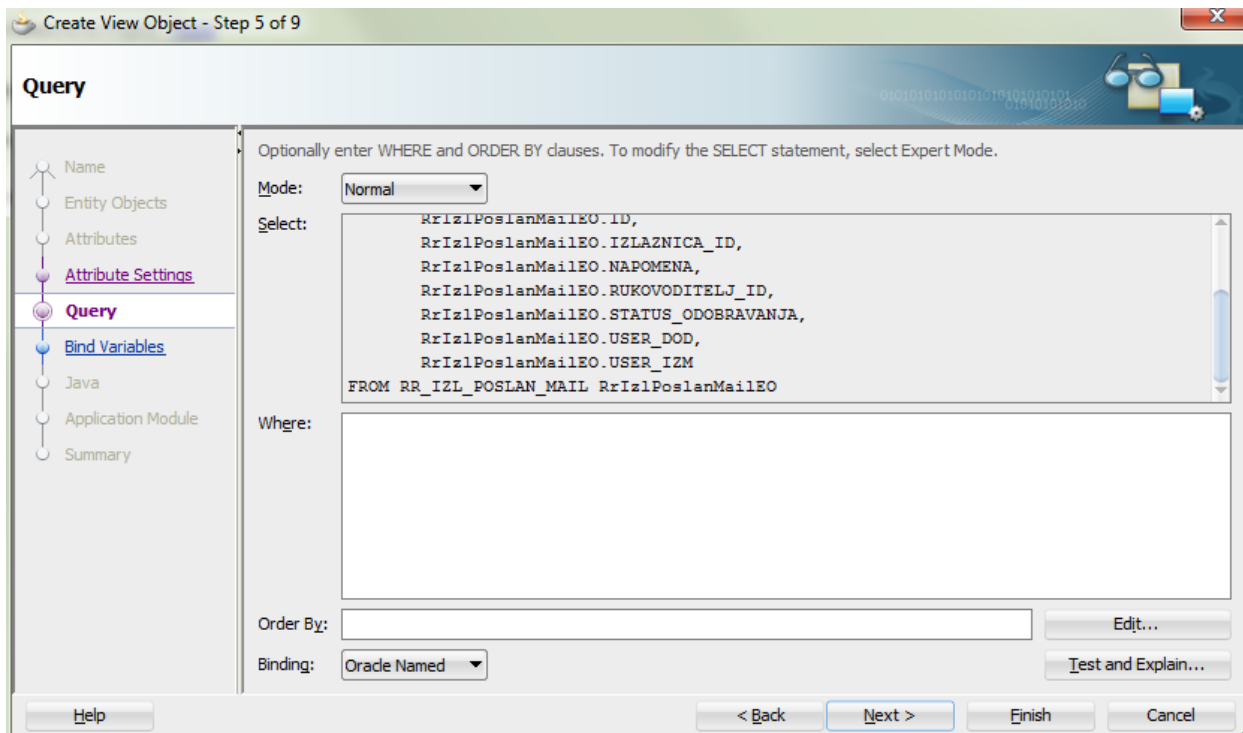 Create View Object - Step 5 of 9
Query
Name
Entity Objects
Attributes
Attribute Settings
Query
Bind Variables
Java
Application Module
Summary
Optionally enter WHERE and ORDER BY clauses. To modify the SELECT statement, select Expert Mode.
Mode: Normal
Select:
RrIzlPoslanMailEO.ID,
RrIzlPoslanMailEO.IZLAZNICA_ID,
RrIzlPoslanMailEO.NAPOMENA,
RrIzlPoslanMailEO.RUKOVODITELJ_ID,
RrIzlPoslanMailEO.STATUS_ODOBRAVANJA,
RrIzlPoslanMailEO.USER_DOD,
RrIzlPoslanMailEO.USER_IZM
FROM RR_IZL_POSLAN_MAIL RrIzlPoslanMailEO
Where:
Order By: Edit...
Binding: Oracle Named Test and Explain...
Help < Back Next > Finish Cancel